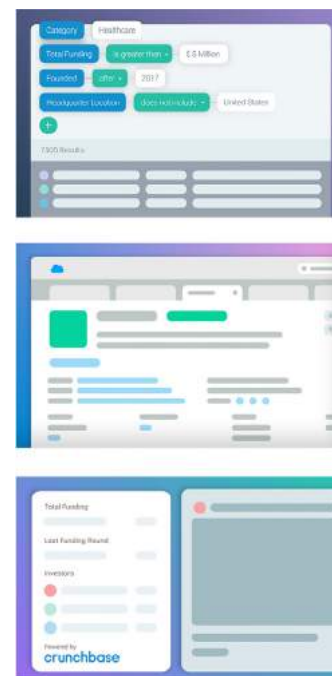 Category Healthcare
Total Funding is greater than £5 Million
Founded after 2017
Headquarter Location does not include United States
7305 Results
Total Funding
Last Funding Round
Investors
Powered by
crunchbase